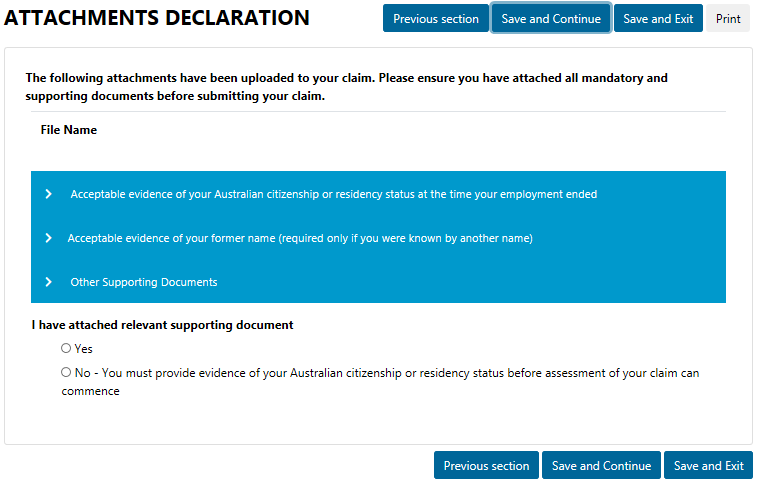 ATTACHMENTS DECLARATION
Previous section
Save and Continue
Save and Exit
Print
The following attachments have been uploaded to your claim. Please ensure you have attached all mandatory and
supporting documents before submitting your claim.
File Name
Acceptable evidence of your Australian citizenship or residency status at the time your employment ended
Acceptable evidence of your former name (required only if you were known by another name)
Other Supporting Documents
I have attached relevant supporting document
Yes
No - You must provide evidence of your Australian citizenship or residency status before assessment of your claim can
commence
Previous section
Save and Continue
Save and Exit